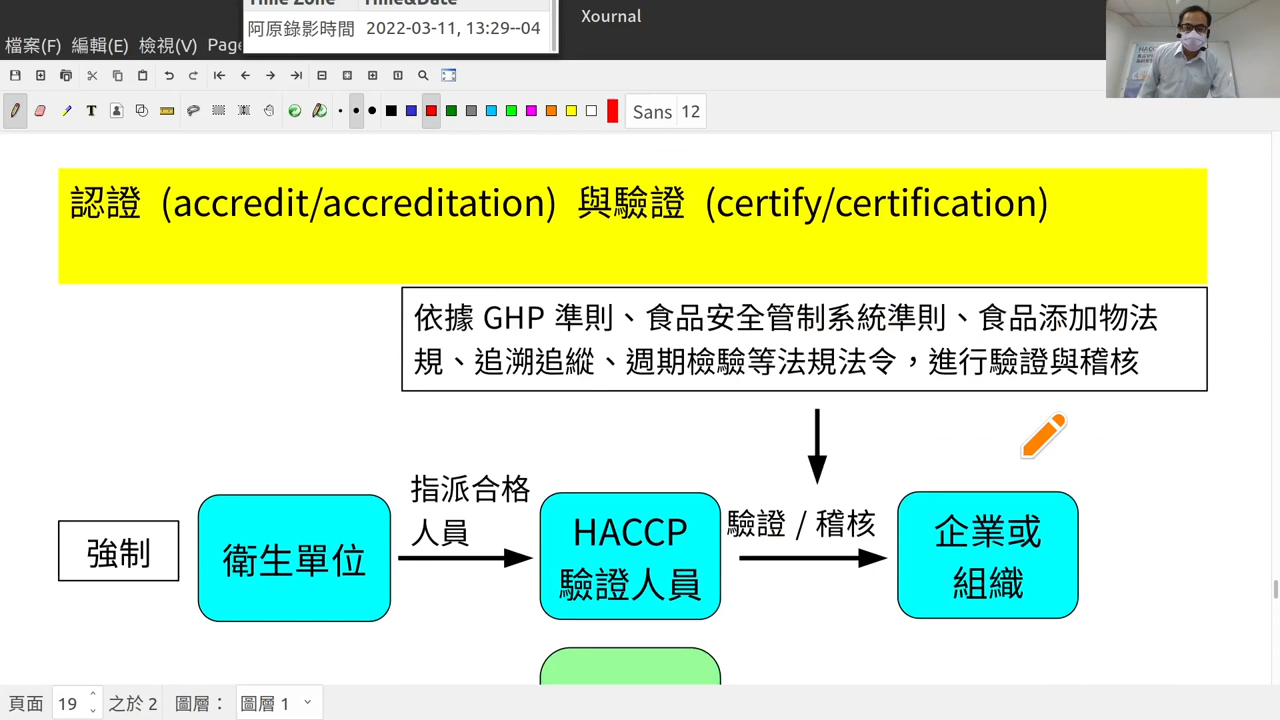 Time Zone Time&Date
阿原錄影時間 2022-03-11, 13:29--04
Xournal
檔案(F) 編輯(E) 檢視(V) Page
Sans 12
認證 (accredit/accreditation) 與驗證 (certify/certification)
依據 GHP 準則、食品安全管制系統準則、食品添加物法
規、追溯追縱、週期檢驗等法規法令，進行驗證與稽核
指派合格
人員
強制
衛生單位
HACCP
驗證人員
驗證 / 稽核
企業或
組織
頁面 19 之於 2 圖層： 圖層 1